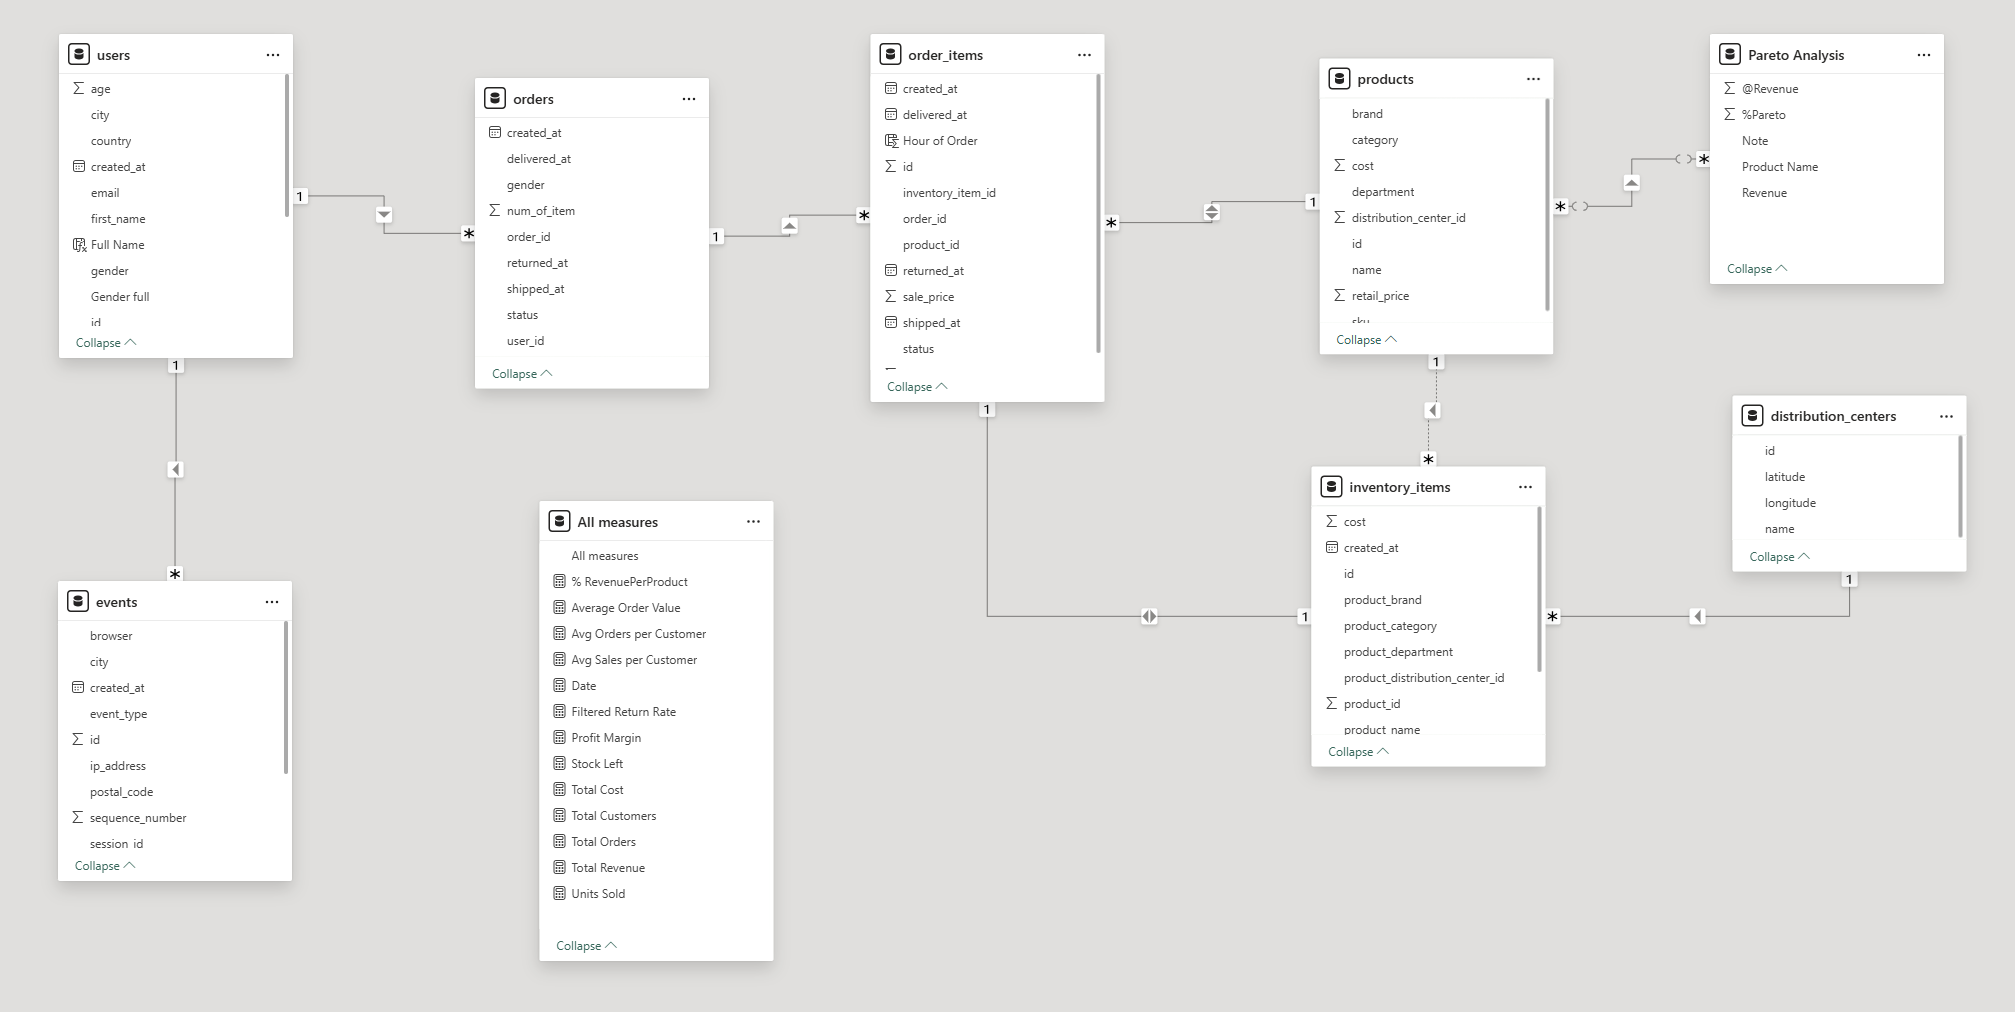 users
age
city
country
created_at
email
first_name
Full Name
gender
Gender full
id
Collapse
1
*
1
*
orders
created_at
delivered_at
gender
num_of_item
order_id
returned_at
shipped_at
status
user_id
Collapse
1
*
order_items
created_at
delivered_at
Hour of Order
id
inventory_item_id
order_id
product_id
returned_at
sale_price
shipped_at
status
Collapse
*
1
1
1
products
brand
category
cost
department
distribution_center_id
id
name
retail_price
sku
Collapse
*
*
1
*
Pareto Analysis
@Revenue
%Pareto
Note
Product Name
Revenue
Collapse
distribution_centers
id
latitude
longitude
name
Collapse
1
*
inventory_items
cost
created_at
id
product_brand
product_category
product_department
product_distribution_center_id
product_id
product_name
Collapse
All measures
All measures
% RevenuePerProduct
Average Order Value
Avg Orders per Customer
Avg Sales per Customer
Date
Filtered Return Rate
Profit Margin
Stock Left
Total Cost
Total Customers
Total Orders
Total Revenue
Units Sold
Collapse
events
browser
city
created_at
event_type
id
ip_address
postal_code
sequence_number
session_id
Collapse